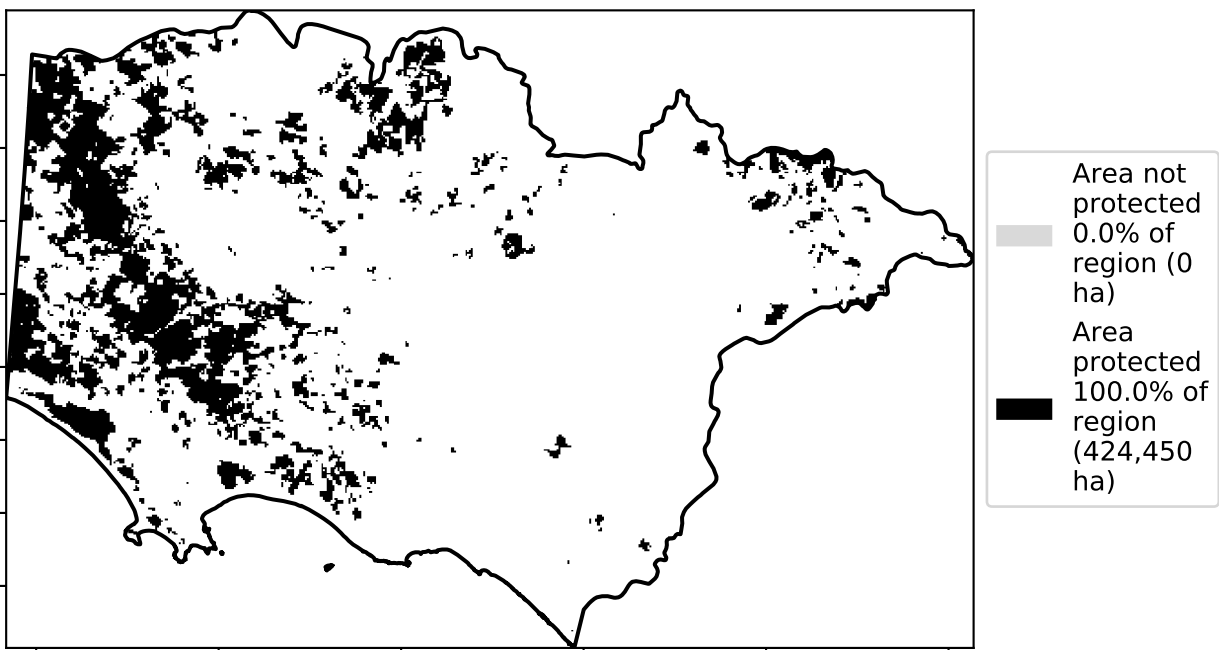 Area not
protected
0.0% of
region (0
ha)
Area
protected
100.0% of
region
(424,450
ha)